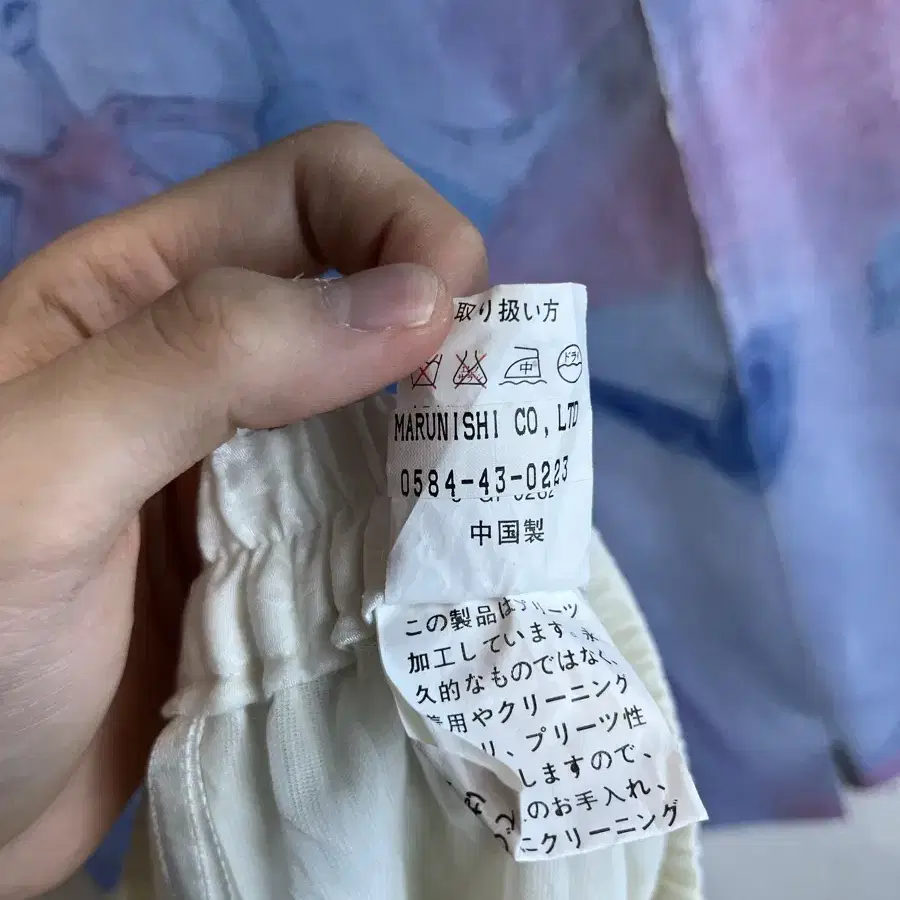 取り扱い方
中
ドラ
MARUNISHI CO,LTD
0584-43-0223
中国製
この製品はプリーツ
加工しています。永
久的なものではなく、
着用やクリーニング
リ、プリーツ性
しますので、
のお手入れ、
にクリーニング